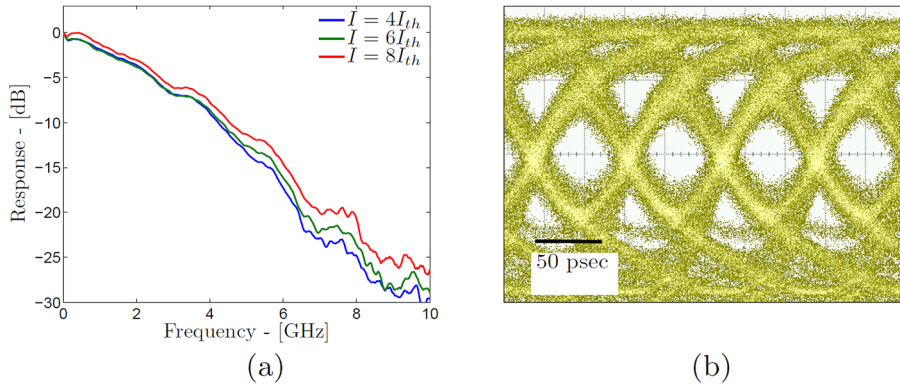 I = 4I_th
I = 6I_th
I = 8I_th
0
−5
−10
−15
−20
−25
−30
Response - [dB]
0 2 4 6 8 10
Frequency - [GHz]
(a)
50 psec
(b)